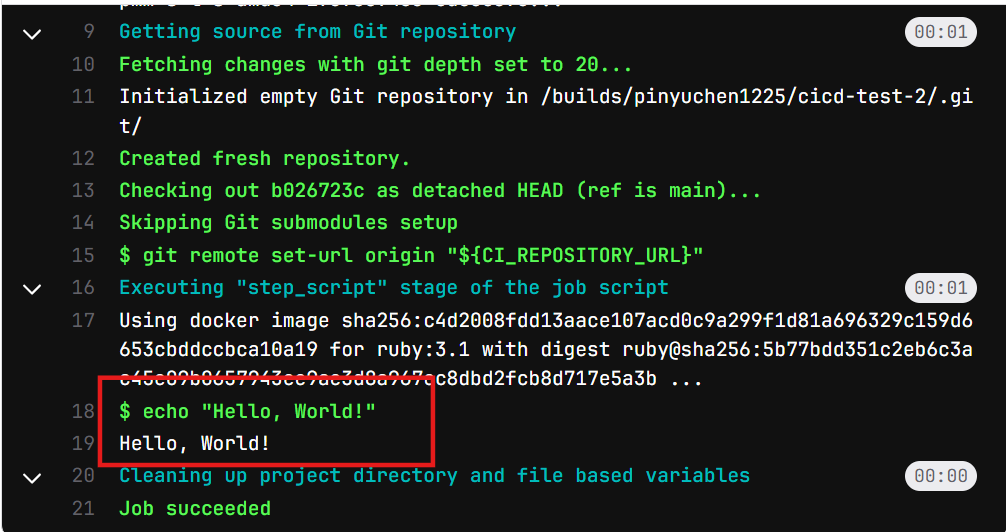 9 Getting source from Git repository 00:01
10 Fetching changes with git depth set to 20...
11 Initialized empty Git repository in /builds/pinyuchen1225/cicd-test-2/.gi
t/
12 Created fresh repository.
13 Checking out b026723c as detached HEAD (ref is main)...
14 Skipping Git submodules setup
15 $ git remote set-url origin "${CI_REPOSITORY_URL}"
16 Executing "step_script" stage of the job script 00:01
17 Using docker image sha256:c4d2008fdd13aace107acd0c9a299f1d81a696329c159d6
653cbddccbca10a19 for ruby:3.1 with digest ruby@sha256:5b77bdd351c2eb6c3a
...
18 $ echo "Hello, World!"
19 Hello, World!
20 Cleaning up project directory and file based variables 00:00
21 Job succeeded